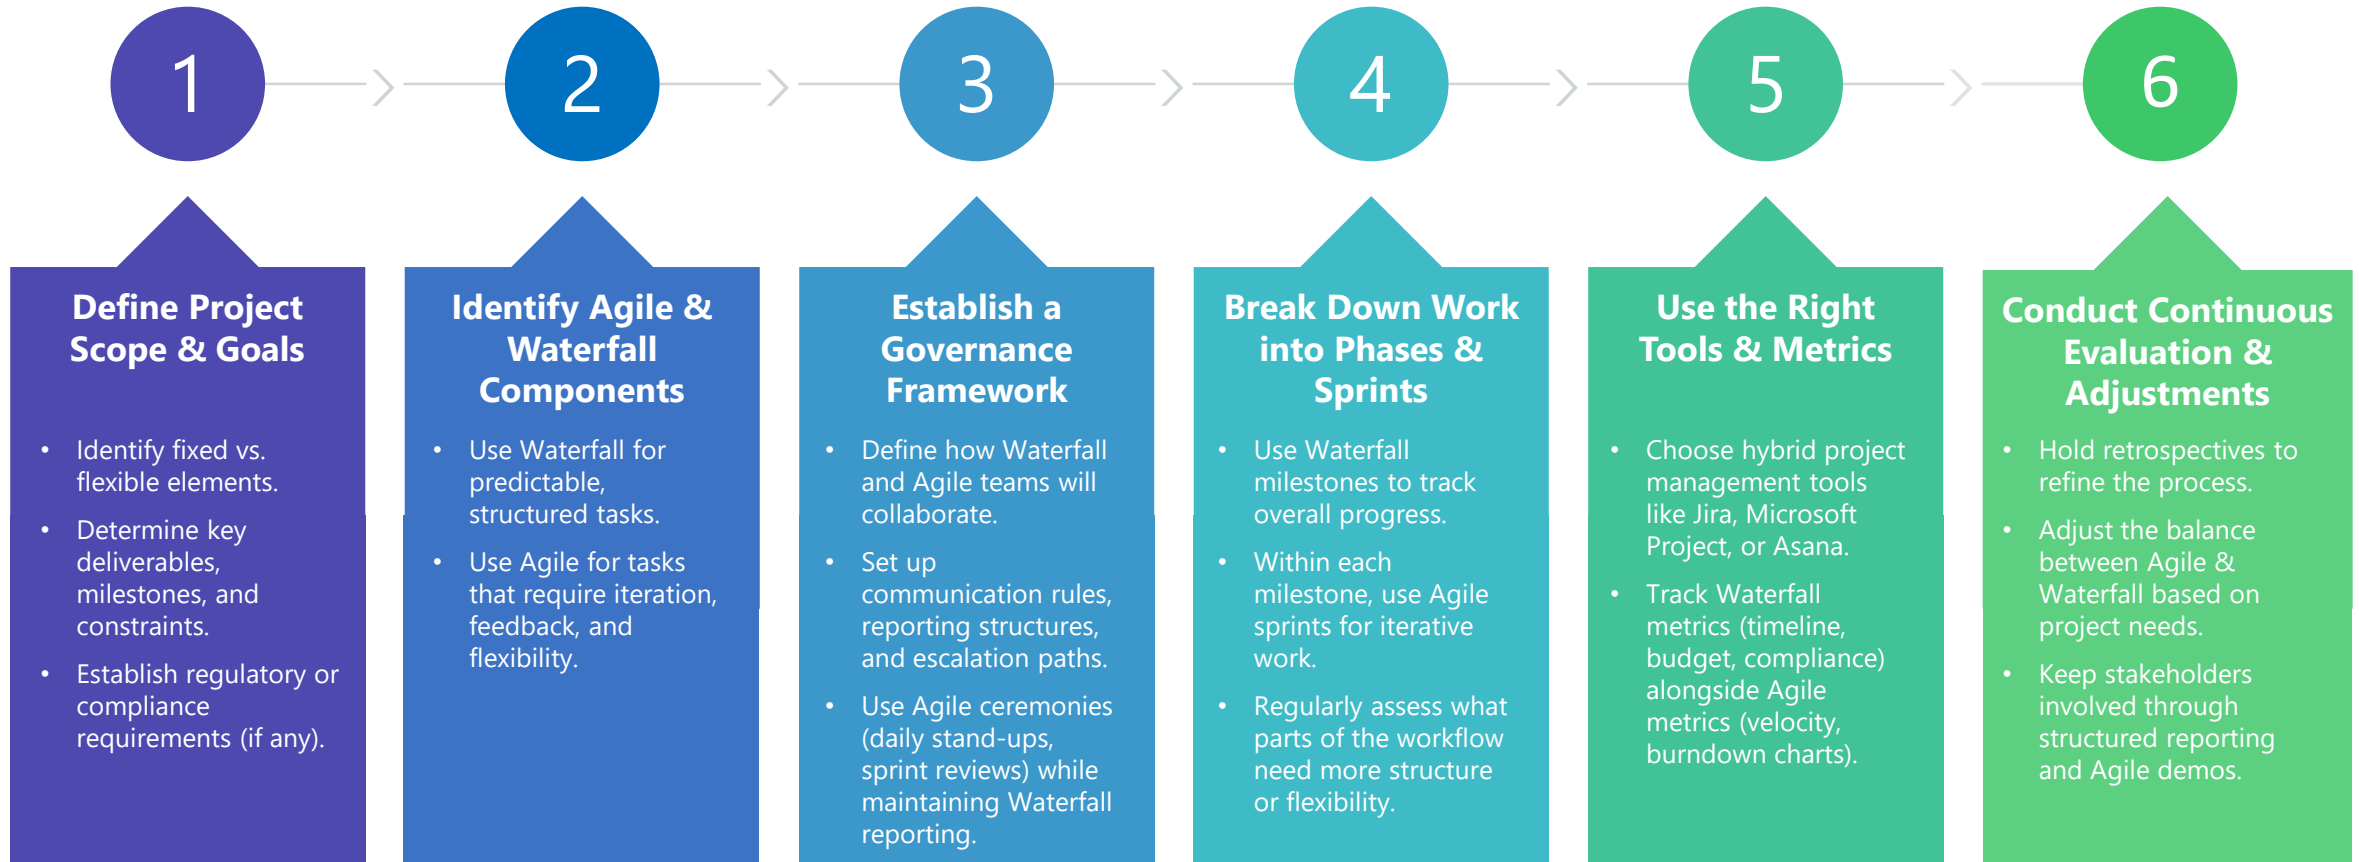 1
2
3
4
5
6
Define Project
Scope & Goals
• Identify fixed vs.
flexible elements.
• Determine key
deliverables,
milestones, and
constraints.
• Establish regulatory or
compliance
requirements (if any).
Identify Agile &
Waterfall
Components
• Use Waterfall for
predictable,
structured tasks.
• Use Agile for tasks
that require iteration,
feedback, and
flexibility.
Establish a
Governance
Framework
• Define how Waterfall
and Agile teams will
collaborate.
• Set up
communication rules,
reporting structures,
and escalation paths.
• Use Agile ceremonies
(daily stand-ups,
sprint reviews) while
maintaining Waterfall
reporting.
Break Down Work
into Phases &
Sprints
• Use Waterfall
milestones to track
overall progress.
• Within each
milestone, use Agile
sprints for iterative
work.
• Regularly assess what
parts of the workflow
need more structure
or flexibility.
Use the Right
Tools & Metrics
• Choose hybrid project
management tools
like Jira, Microsoft
Project, or Asana.
• Track Waterfall
metrics (timeline,
budget, compliance)
alongside Agile
metrics (velocity,
burndown charts).
Conduct Continuous
Evaluation &
Adjustments
• Hold retrospectives to
refine the process.
• Adjust the balance
between Agile &
Waterfall based on
project needs.
• Keep stakeholders
involved through
structured reporting
and Agile demos.